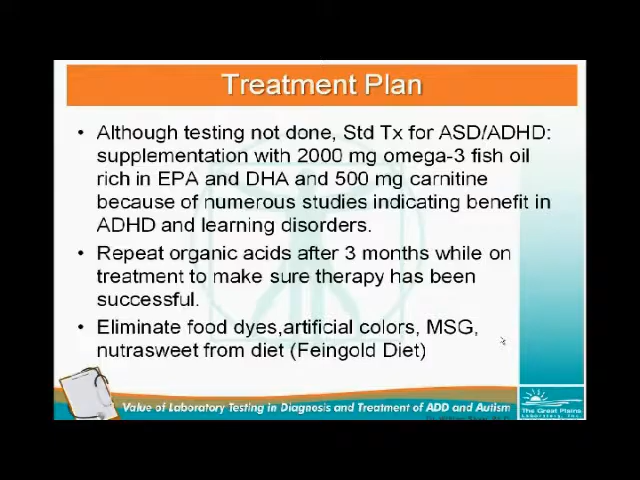 Treatment Plan
• Although testing not done, Std Tx for ASD/ADHD:
supplementation with 2000 mg omega-3 fish oil
rich in EPA and DHA and 500 mg carnitine
because of numerous studies indicating benefit in
ADHD and learning disorders.
• Repeat organic acids after 3 months while on
treatment to make sure therapy has been
successful.
• Eliminate food dyes,artificial colors, MSG,
nutrasweet from diet (Feingold Diet)
Value of Laboratory Testing in Diagnosis and Treatment of ADD and Autism
The Great Plains
Laboratory, Inc.